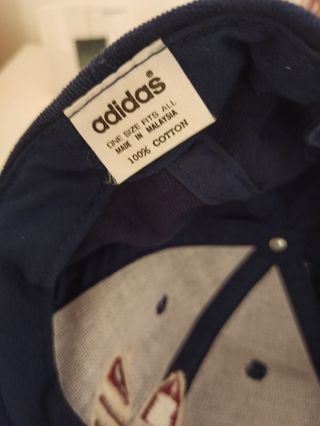 adidas®
ONE SIZE FITS ALL
MADE IN MALAYSIA
100% COTTON